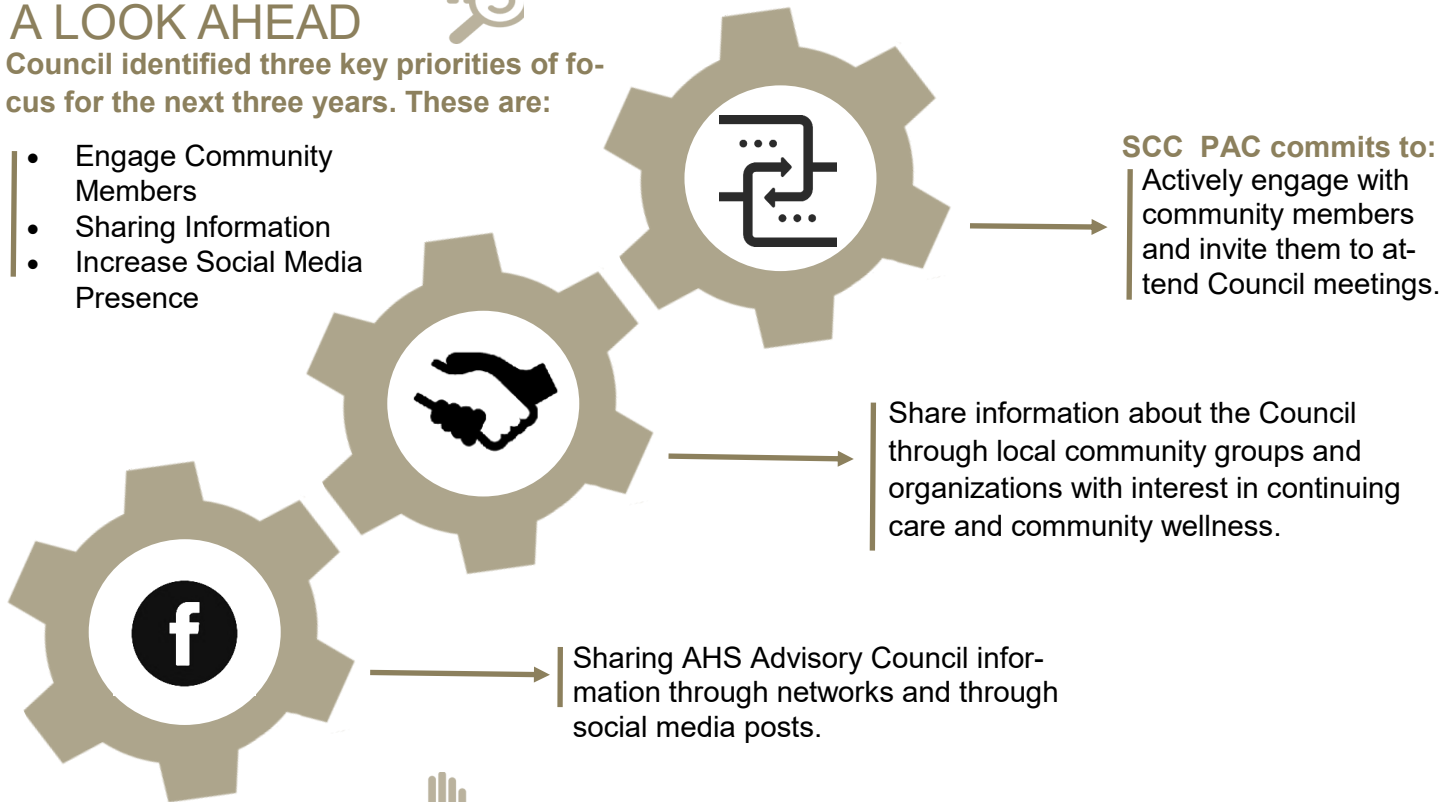 A LOOK AHEAD
Council identified three key priorities of fo-
cus for the next three years. These are:
• Engage Community
Members
• Sharing Information
• Increase Social Media
Presence
SCC  PAC commits to:
Actively engage with
community members
and invite them to at-
tend Council meetings.
Share information about the Council
through local community groups and
organizations with interest in continuing
care and community wellness.
f
Sharing AHS Advisory Council infor-
mation through networks and through
social media posts.